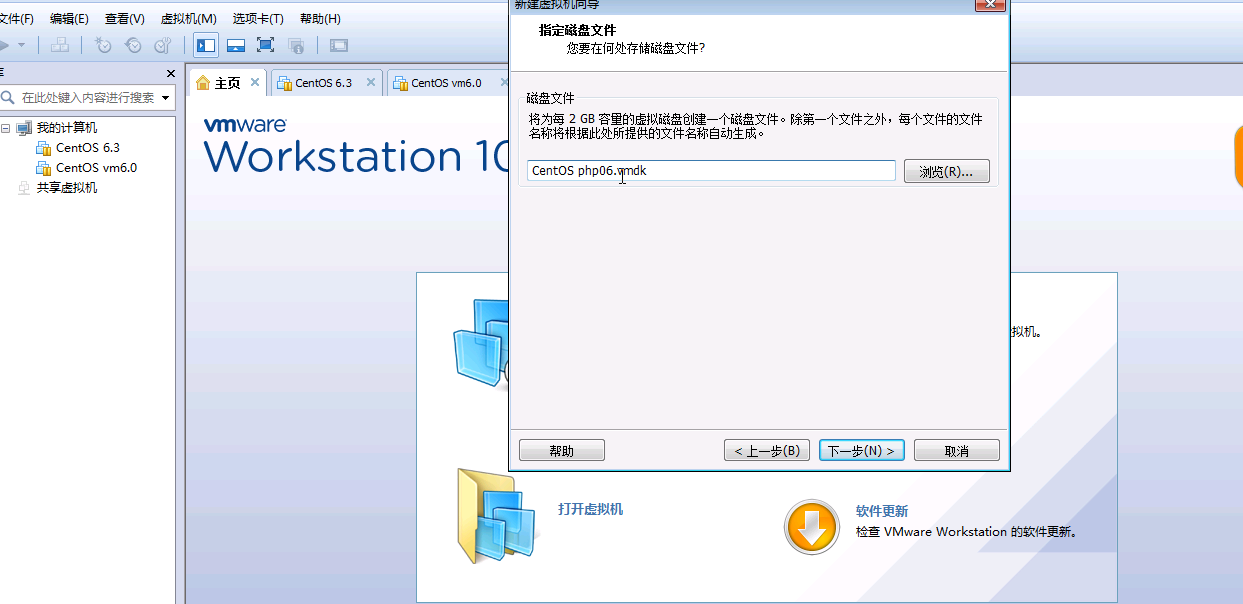 新建虚拟机向导
文件(F) 编辑(E) 查看(V) 虚拟机(M) 选项卡(T) 帮助(H)
指定磁盘文件
您要在何处存储磁盘文件?
库
主页
CentOS 6.3
CentOS vm6.0
在此处键入内容进行搜索
我的计算机
CentOS 6.3
CentOS vm6.0
共享虚拟机
vmware
Workstation 10
磁盘文件
将为每 2 GB 容量的虚拟磁盘创建一个磁盘文件。除第一个文件之外，每个文件的文件
名称将根据此处所提供的文件名称自动生成。
CentOS php06.vmdk
浏览(R)...
拟机。
帮助
< 上一步(B)
下一步(N) >
取消
打开虚拟机
软件更新
检查 VMware Workstation 的软件更新。